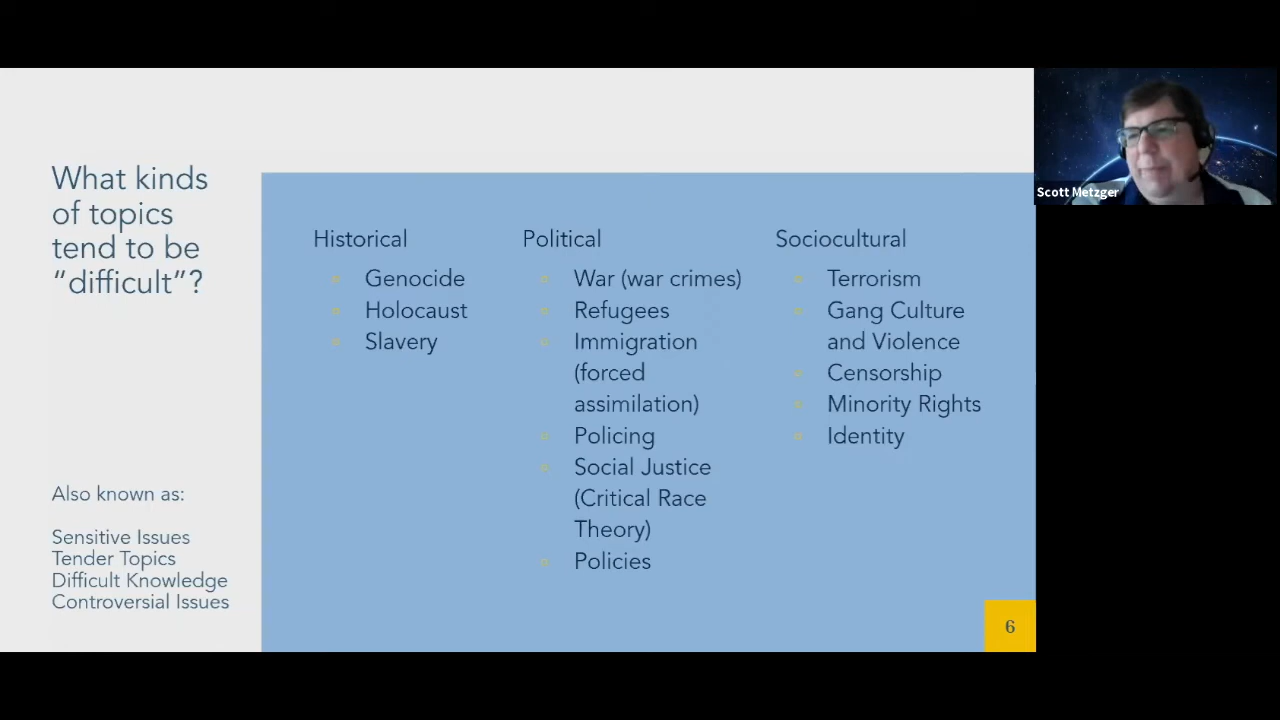 What kinds
of topics
tend to be
“difficult”?
Also known as:
Sensitive Issues
Tender Topics
Difficult Knowledge
Controversial Issues
Historical
Genocide
Holocaust
Slavery
Political
War (war crimes)
Refugees
Immigration
(forced
assimilation)
Policing
Social Justice
(Critical Race
Theory)
Policies
Sociocultural
Terrorism
Gang Culture
and Violence
Censorship
Minority Rights
Identity
6
Scott Metzger